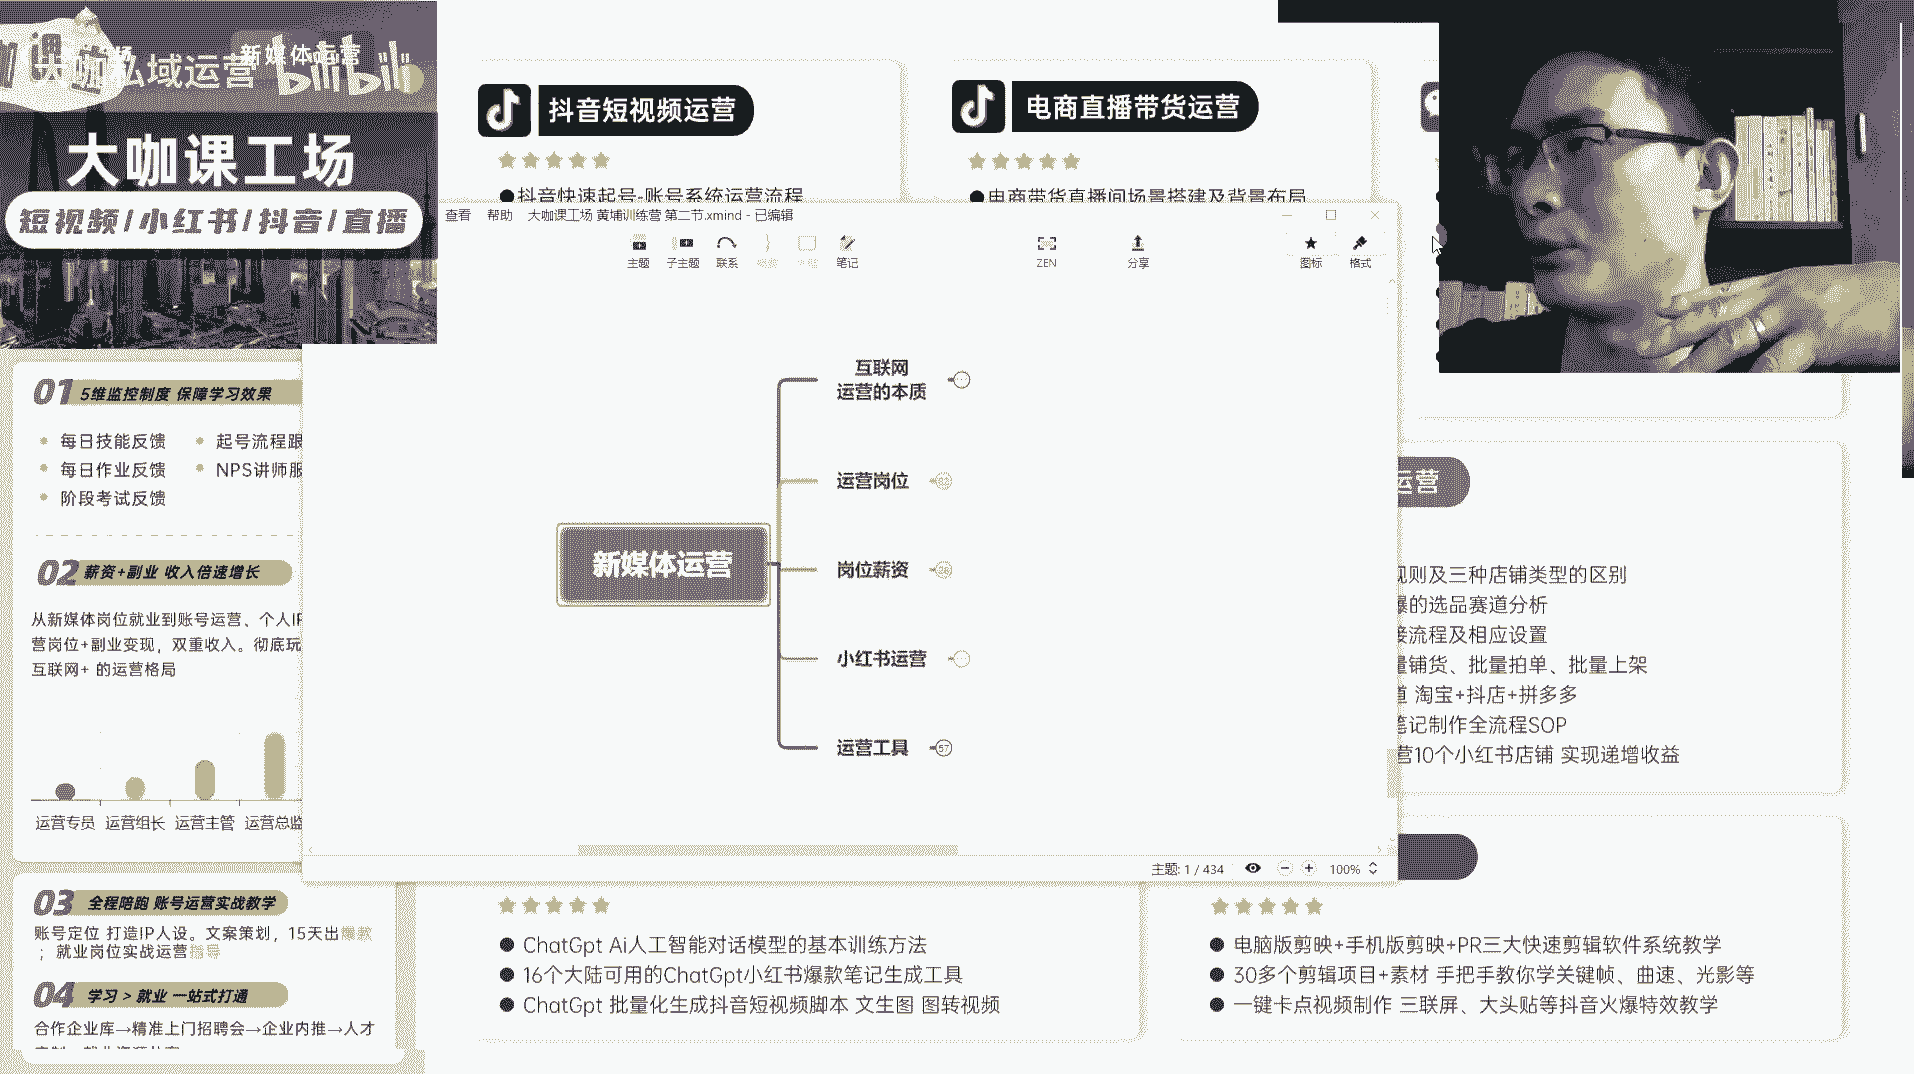 新媒体运营
大咖私域运营
bilibili
大咖课工场
短视频/小红书/抖音/直播
抖音短视频运营
抖音快速起号-账号系统运营流程
电商直播带货运营
电商带货直播间场景搭建及背景布局
查看 帮助 大咖课工场 黄埔训练营 第二节.xmind - 已编辑
主题 子主题 联系 笔记 ZEN 分享 图标 格式
互联网
运营的本质
运营岗位
岗位薪资 26
新媒体运营
小红书运营
运营工具 57
主题: 1 / 434 100%
01 5维监控制度 保障学习效果
每日技能反馈 起号流程跟
每日作业反馈 NPS讲师服
阶段考试反馈
02 薪资+副业 收入倍速增长
从新媒体岗位就业到账号运营、个人IP
营岗位+副业变现，双重收入。彻底玩
互联网+ 的运营格局
运营专员 运营组长 运营主管 运营总监
03 全程陪跑 账号运营实战教学
账号定位 打造IP人设。文案策划，15天出爆款
；就业岗位实战运营指导
04 学习 > 就业 一站式打通
合作企业库→精准上门招聘会→企业内推→人才
运营
规则及三种店铺类型的区别
爆的选品赛道分析
接流程及相应设置
量铺货、批量拍单、批量上架
道 淘宝+抖店+拼多多
笔记制作全流程SOP
营10个小红书店铺 实现递增收益
ChatGpt Ai人工智能对话模型的基本训练方法
16个大陆可用的ChatGpt小红书爆款笔记生成工具
ChatGpt 批量化生成抖音短视频脚本 文生图 图转视频
电脑版剪映+手机版剪映+PR三大快速剪辑软件系统教学
30多个剪辑项目+素材 手把手教你学关键帧、曲速、光影等
一键卡点视频制作 三联屏、大头贴等抖音火爆特效教学